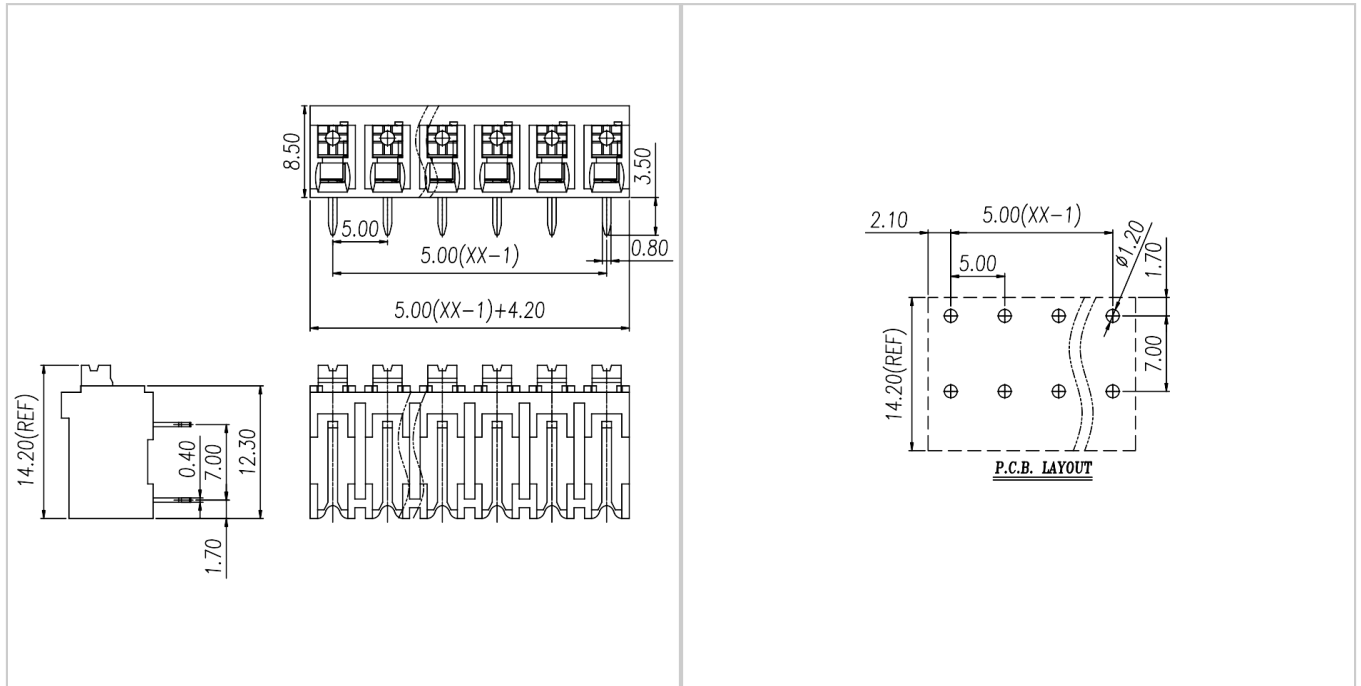 8.50
3.50
5.00
0.80
5.00(XX-1)
5.00(XX-1)+4.20
14.20(REF)
0.40
7.00
12.30
1.70
2.10
5.00(XX-1)
ø1.20
1.70
5.00
14.20(REF)
7.00
P.C.B. LAYOUT